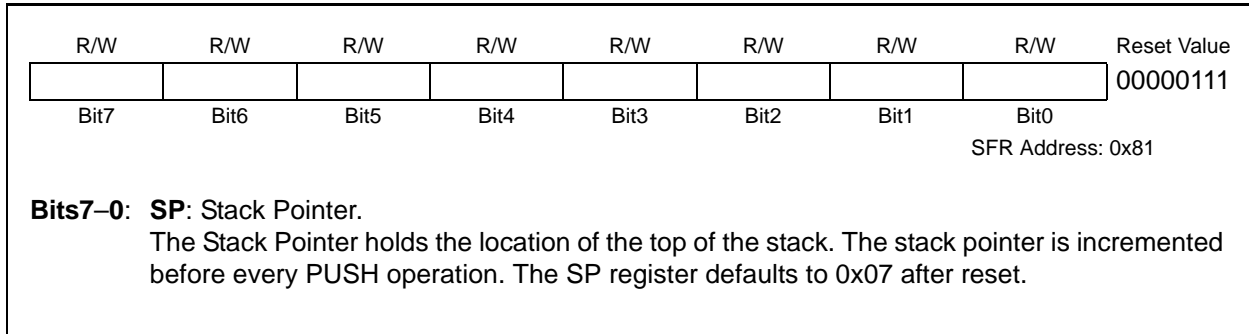 R/W R/W R/W R/W R/W R/W R/W R/W Reset Value
00000111
Bit7 Bit6 Bit5 Bit4 Bit3 Bit2 Bit1 Bit0
SFR Address: 0x81
Bits7–0: SP: Stack Pointer.
The Stack Pointer holds the location of the top of the stack. The stack pointer is incremented
before every PUSH operation. The SP register defaults to 0x07 after reset.